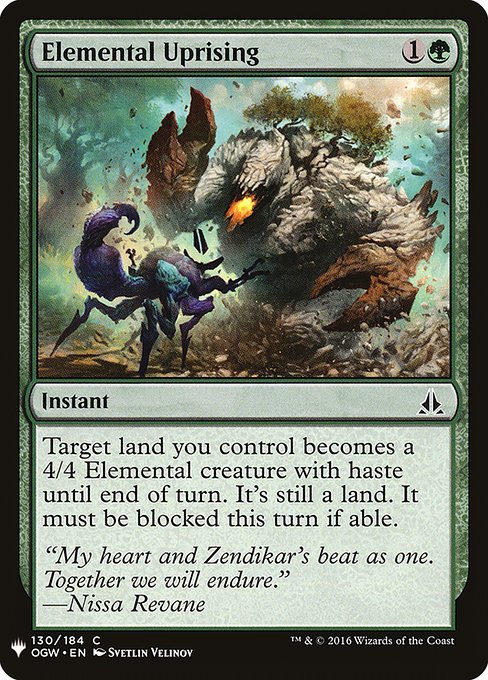 Elemental Uprising 1
Instant
Target land you control becomes a
4/4 Elemental creature with haste
until end of turn. It's still a land. It
must be blocked this turn if able.
“My heart and Zendikar's beat as one.
Together we will endure.”
—Nissa Revane
130/184 C
OGW • EN Svetlin Velinov
™ & © 2016 Wizards of the Coast